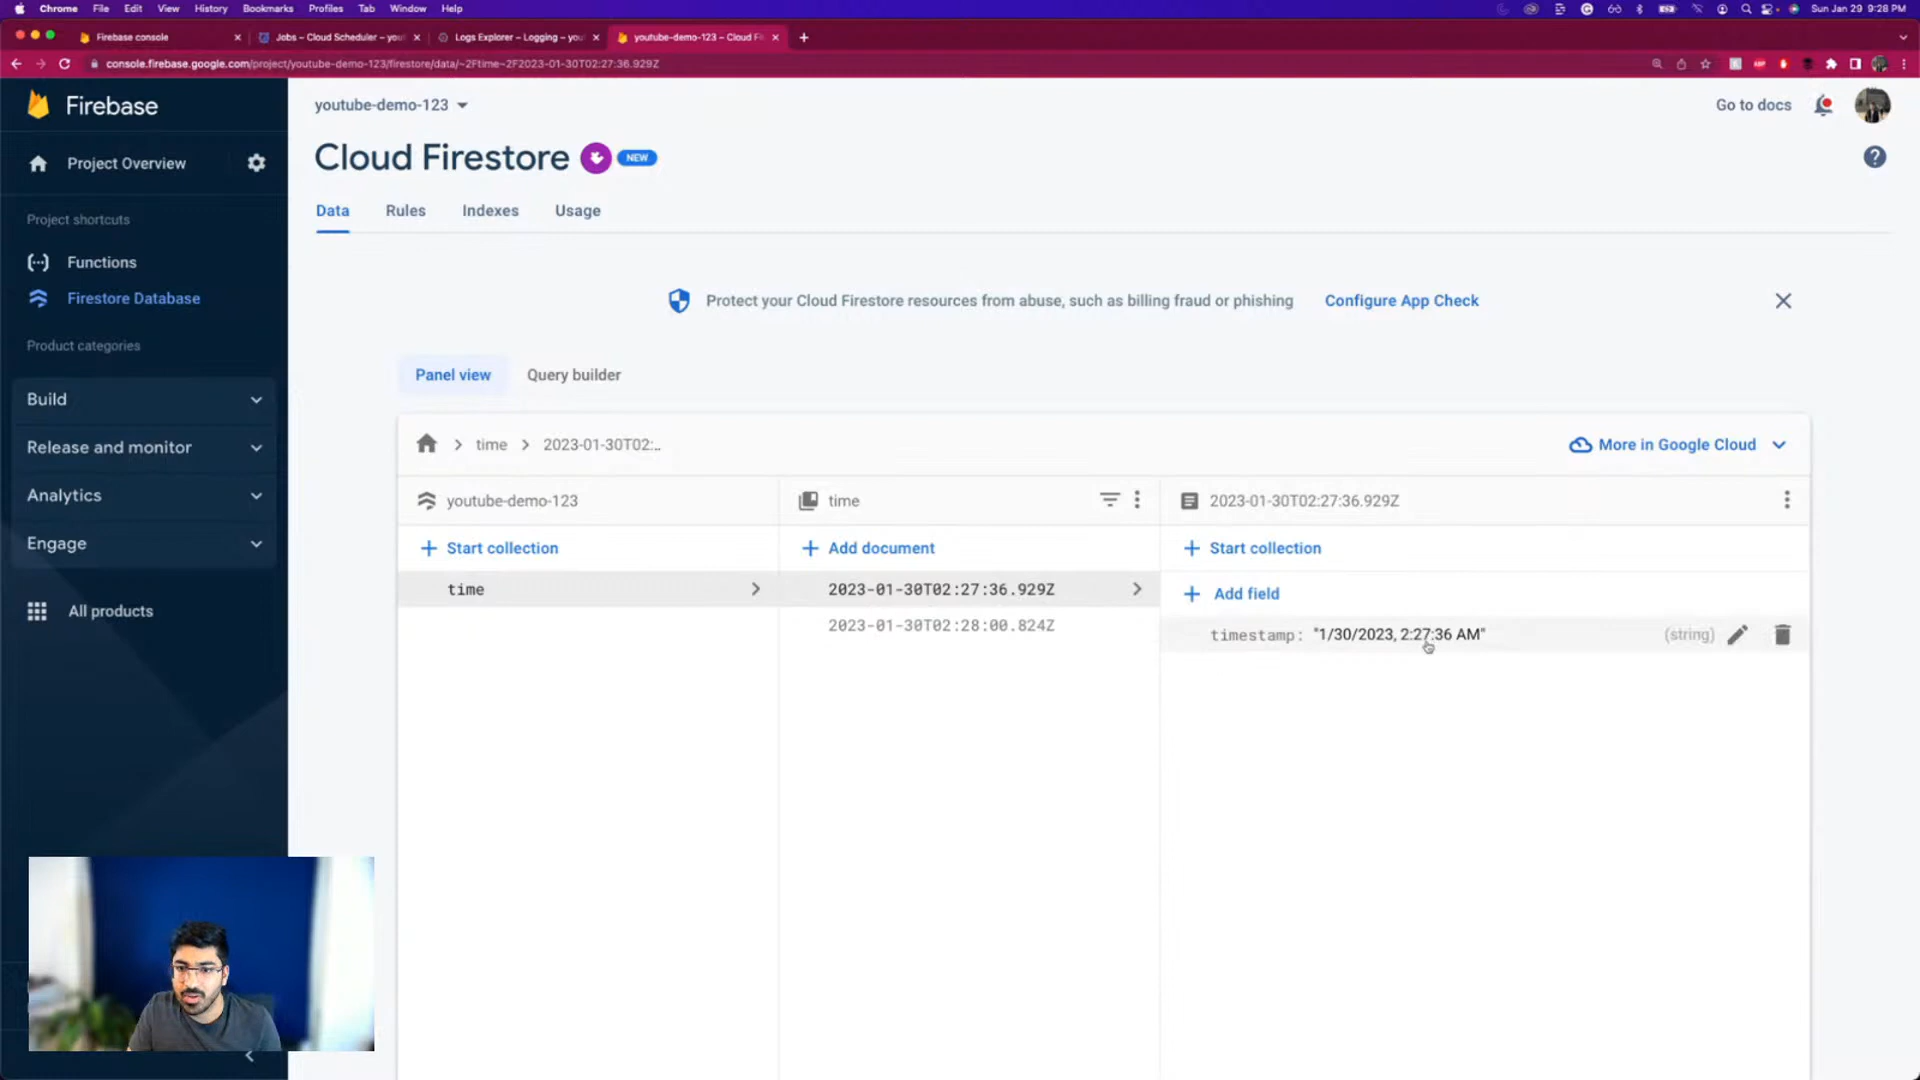 Chrome File Edit View History Bookmarks Profiles Tab Window Help Sun Jan 29 9:28 PM
Firebase console Jobs – Cloud Scheduler – you Logs Explorer – Logging – you youtube-demo-123 – Cloud Fi
console.firebase.google.com/project/youtube-demo-123/firestore/data/~2Ftime~2F2023-01-30T02:27:36.929Z
Firebase
youtube-demo-123
Go to docs
Project Overview
Cloud Firestore NEW
Data Rules Indexes Usage
Project shortcuts
Functions
Firestore Database
Product categories
Build
Release and monitor
Analytics
Engage
All products
Protect your Cloud Firestore resources from abuse, such as billing fraud or phishing Configure App Check
Panel view Query builder
time 2023-01-30T02:… More in Google Cloud
youtube-demo-123 time 2023-01-30T02:27:36.929Z
+ Start collection + Add document + Start collection
time 2023-01-30T02:27:36.929Z + Add field
2023-01-30T02:28:00.824Z timestamp: "1/30/2023, 2:27:36 AM" (string)